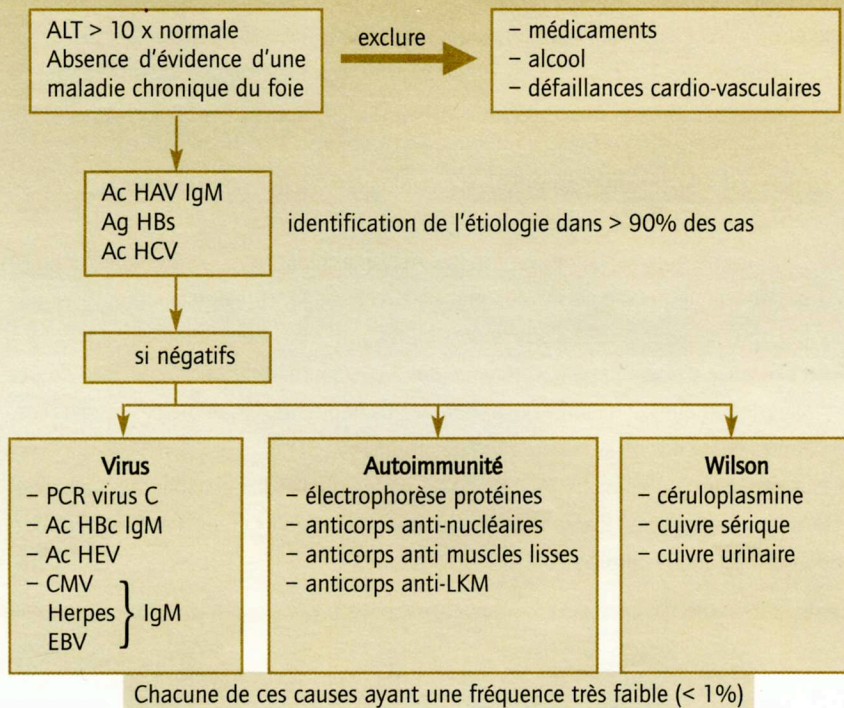 ALT > 10 x normale
Absence d'évidence d'une
maladie chronique du foie
exclure
– médicaments
– alcool
– défaillances cardio-vasculaires
Ac HAV IgM
Ag HBs
Ac HCV
identification de l'étiologie dans > 90% des cas
si négatifs
Virus
– PCR virus C
– Ac HBc IgM
– Ac HEV
– CMV
Herpes } IgM
EBV
Autoimmunité
– électrophorèse protéines
– anticorps anti-nucléaires
– anticorps anti muscles lisses
– anticorps anti-LKM
Wilson
– céruloplasmine
– cuivre sérique
– cuivre urinaire
Chacune de ces causes ayant une fréquence très faible (< 1%)